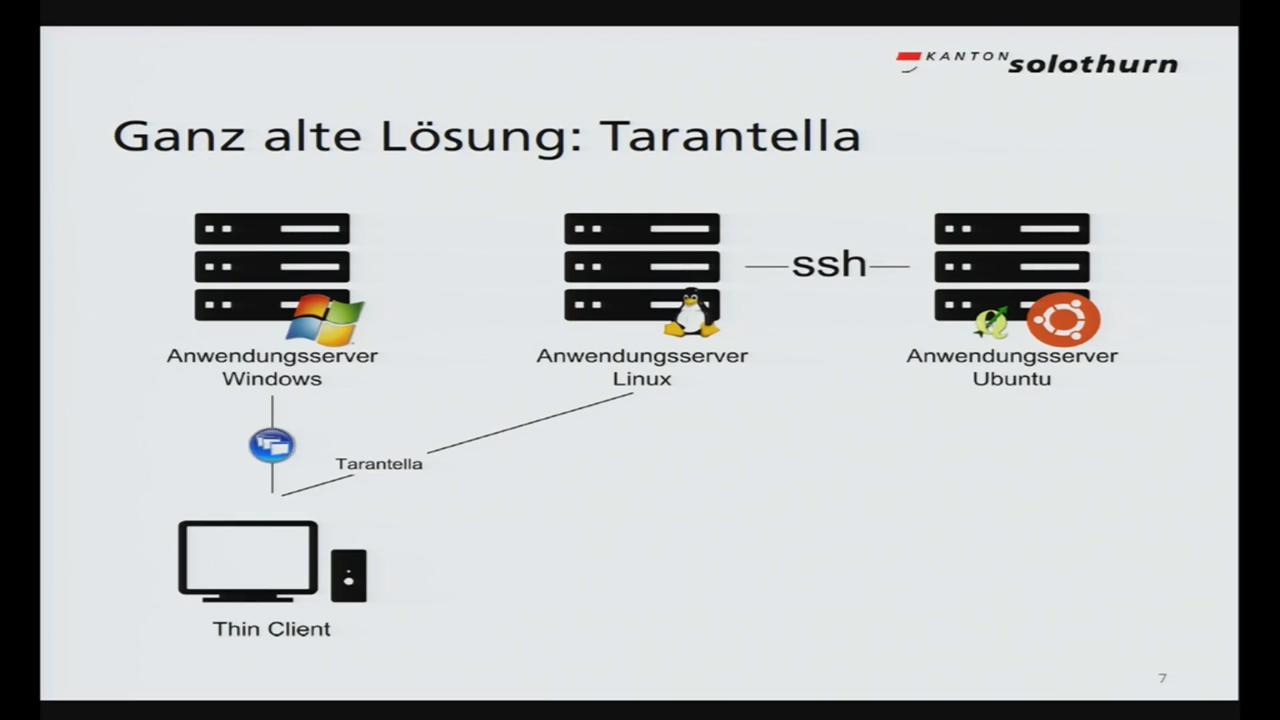 KANTON solothurn
Ganz alte Lösung: Tarantella
ssh
Anwendungsserver
Windows
Anwendungsserver
Linux
Anwendungsserver
Ubuntu
Tarantella
Thin Client
7